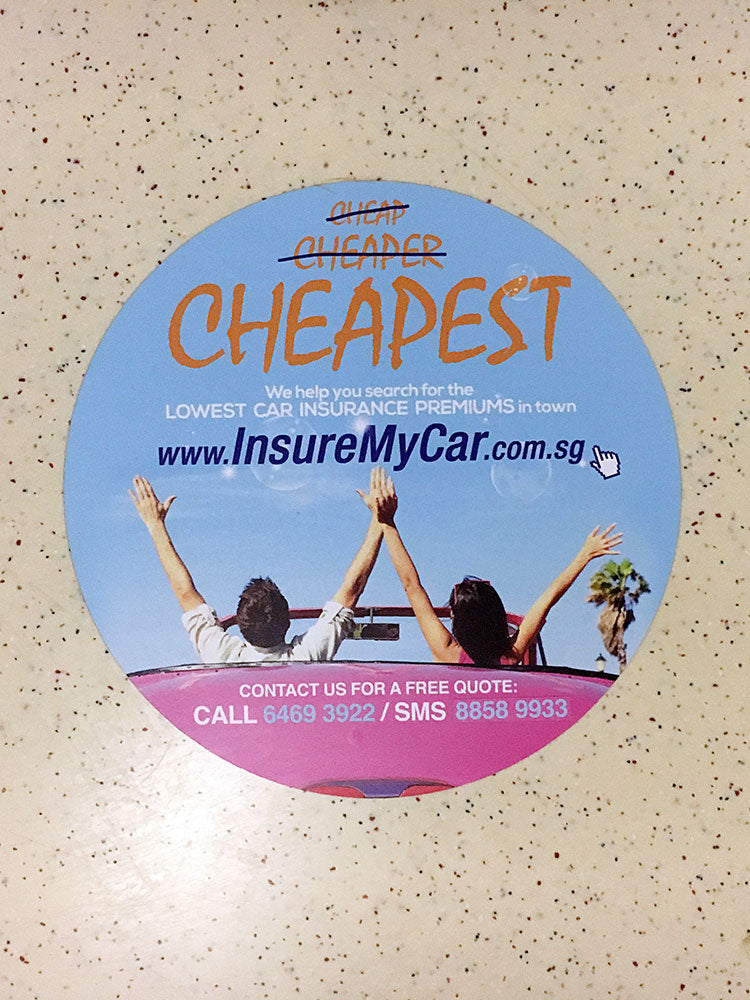 CHEAP
CHEAPER
CHEAPEST
We help you search for the
LOWEST CAR INSURANCE PREMIUMS in town
www.InsureMyCar.com.sg
CONTACT US FOR A FREE QUOTE:
CALL 6469 3922 / SMS 8858 9933